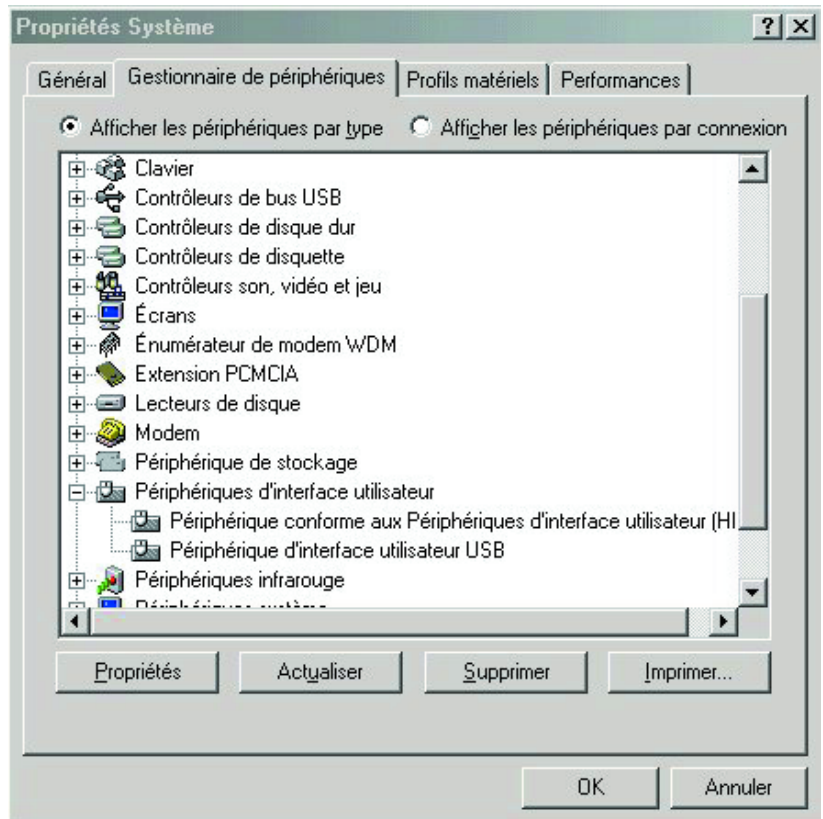 Propriétés Système
Général Gestionnaire de périphériques Profils matériels Performances
Afficher les périphériques par type Afficher les périphériques par connexion
Clavier
Contrôleurs de bus USB
Contrôleurs de disque dur
Contrôleurs de disquette
Contrôleurs son, vidéo et jeu
Écrans
Énumérateur de modem WDM
Extension PCMCIA
Lecteurs de disque
Modem
Périphérique de stockage
Périphériques d'interface utilisateur
Périphérique conforme aux Périphériques d'interface utilisateur (HI
Périphérique d'interface utilisateur USB
Périphériques infrarouge
Périphériques système
Propriétés Actualiser Supprimer Imprimer...
OK Annuler